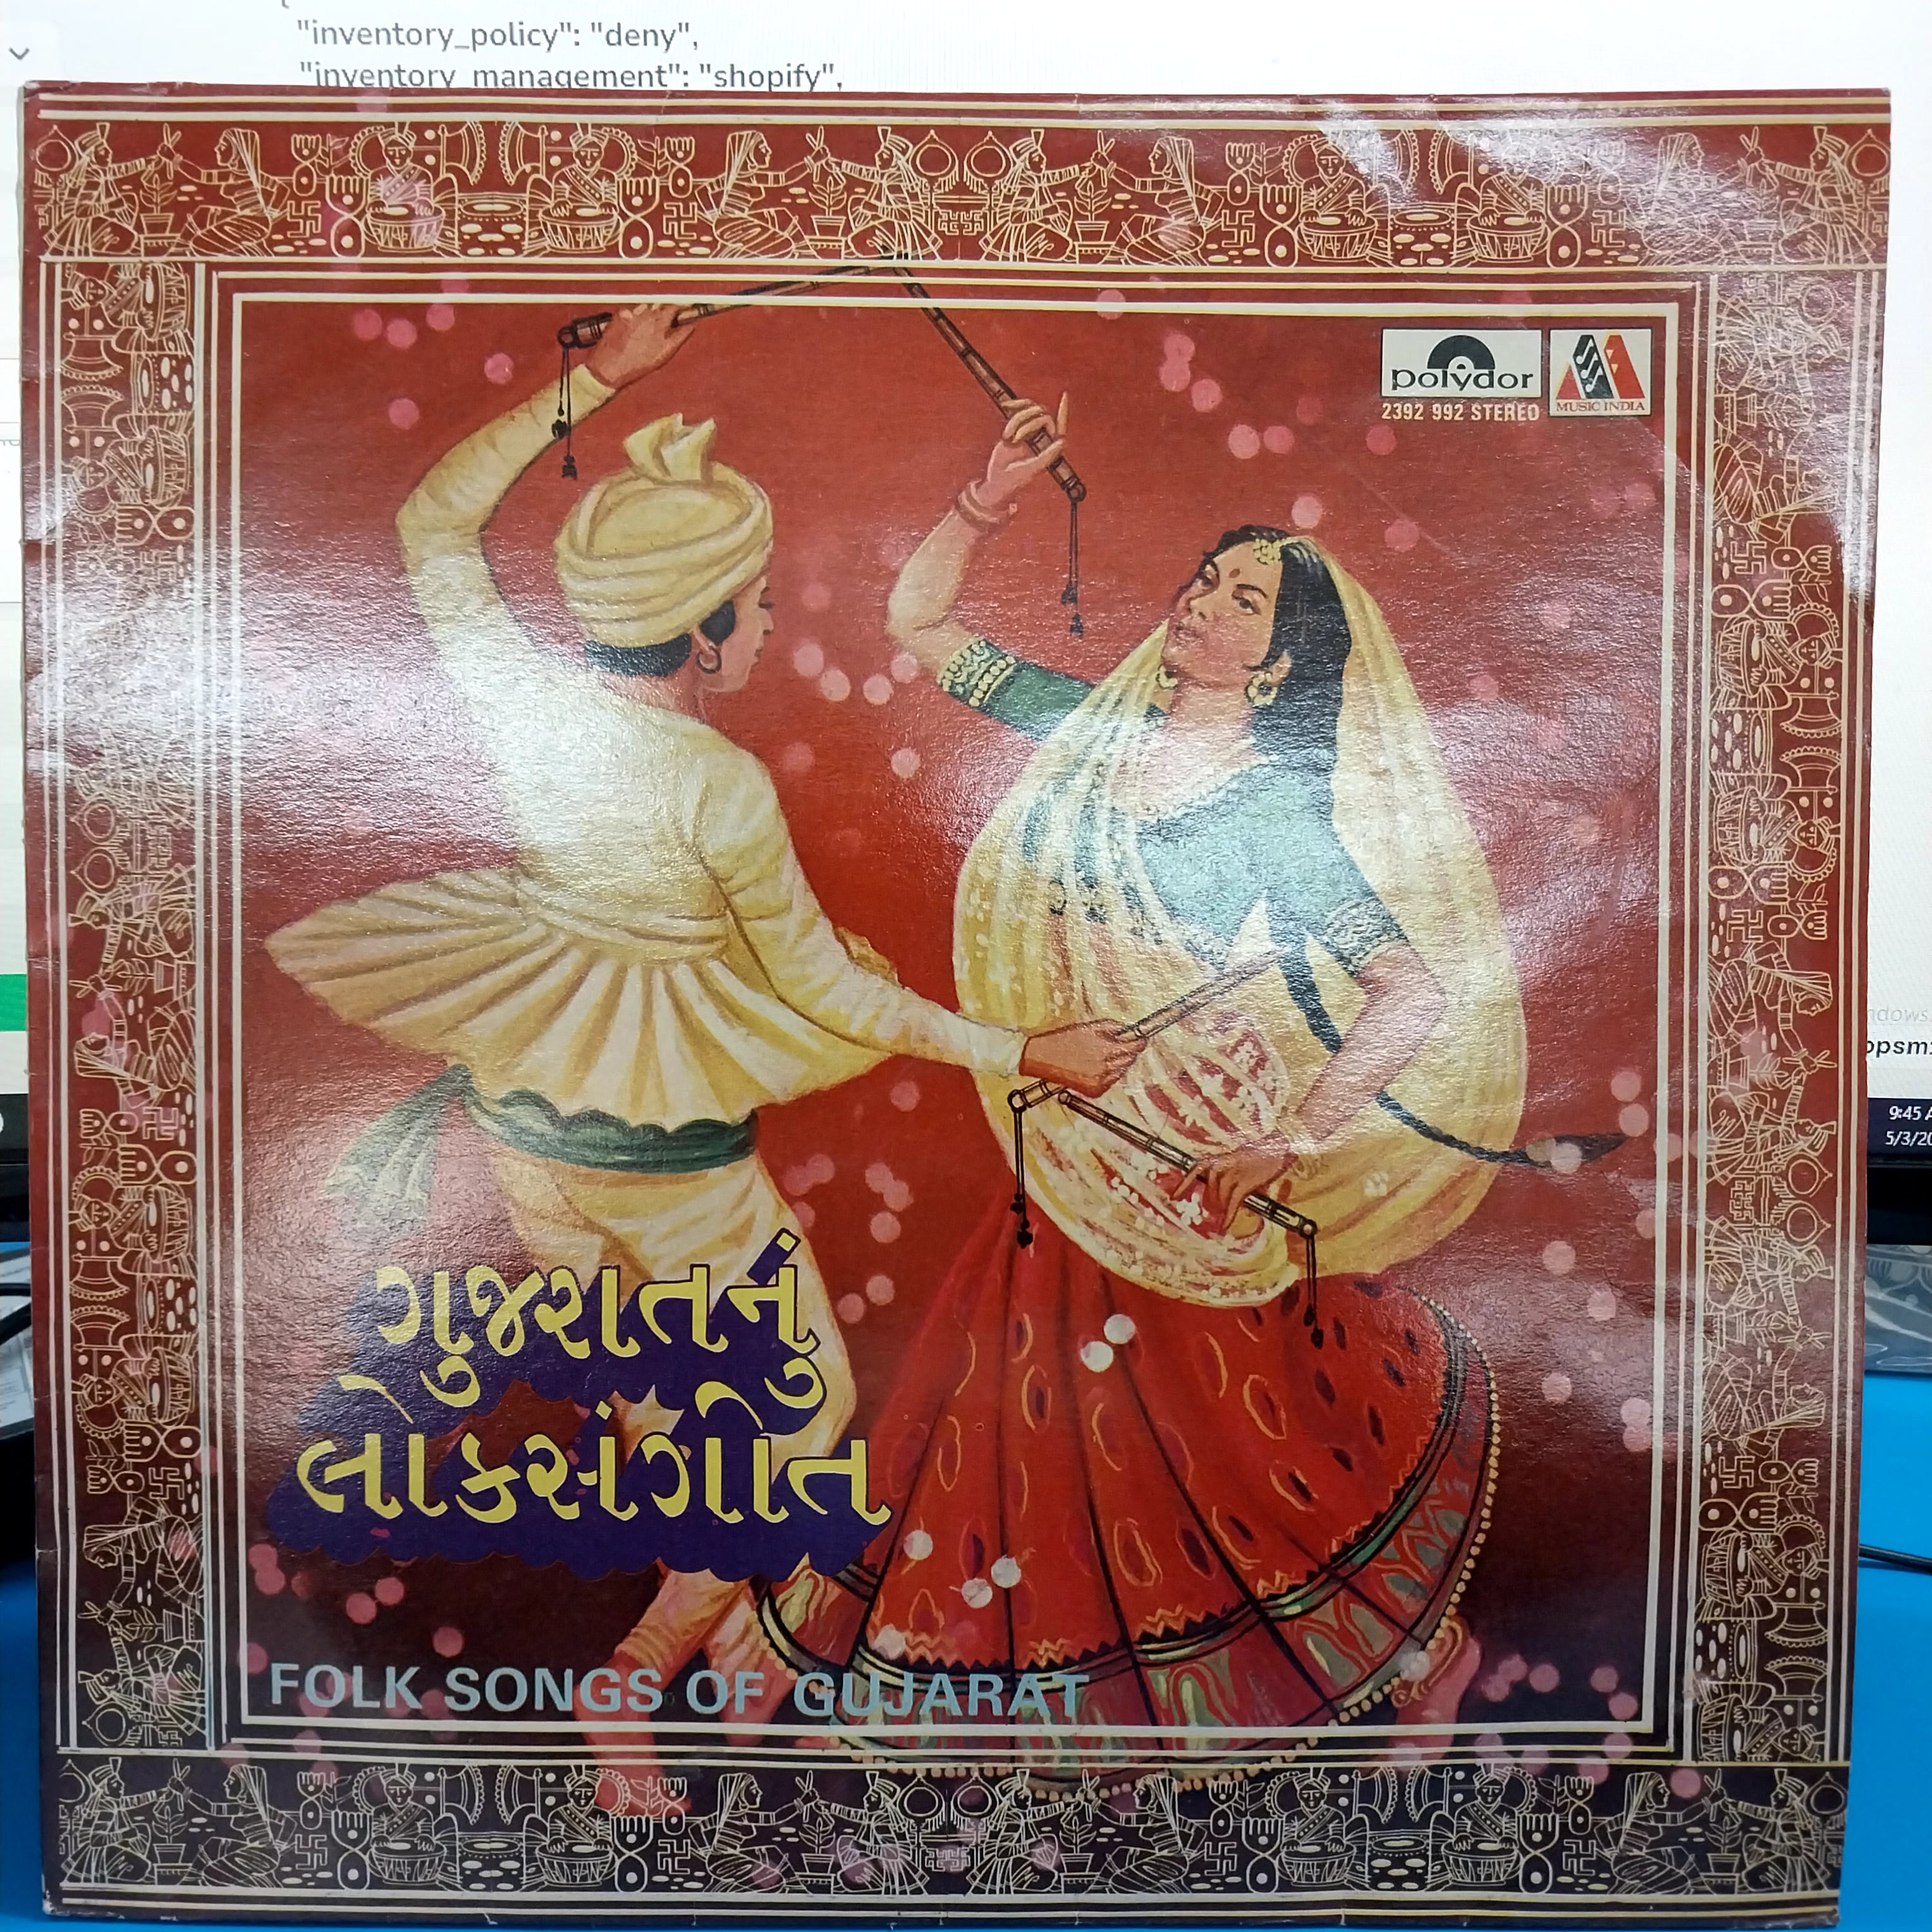 "inventory_policy": "deny",
"inventory_management": "shopify",
polydor
2392 992 STEREO
MUSIC INDIA
ગુજરાતનું
લોકસંગીત
FOLK SONGS OF GUJARAT
9:45